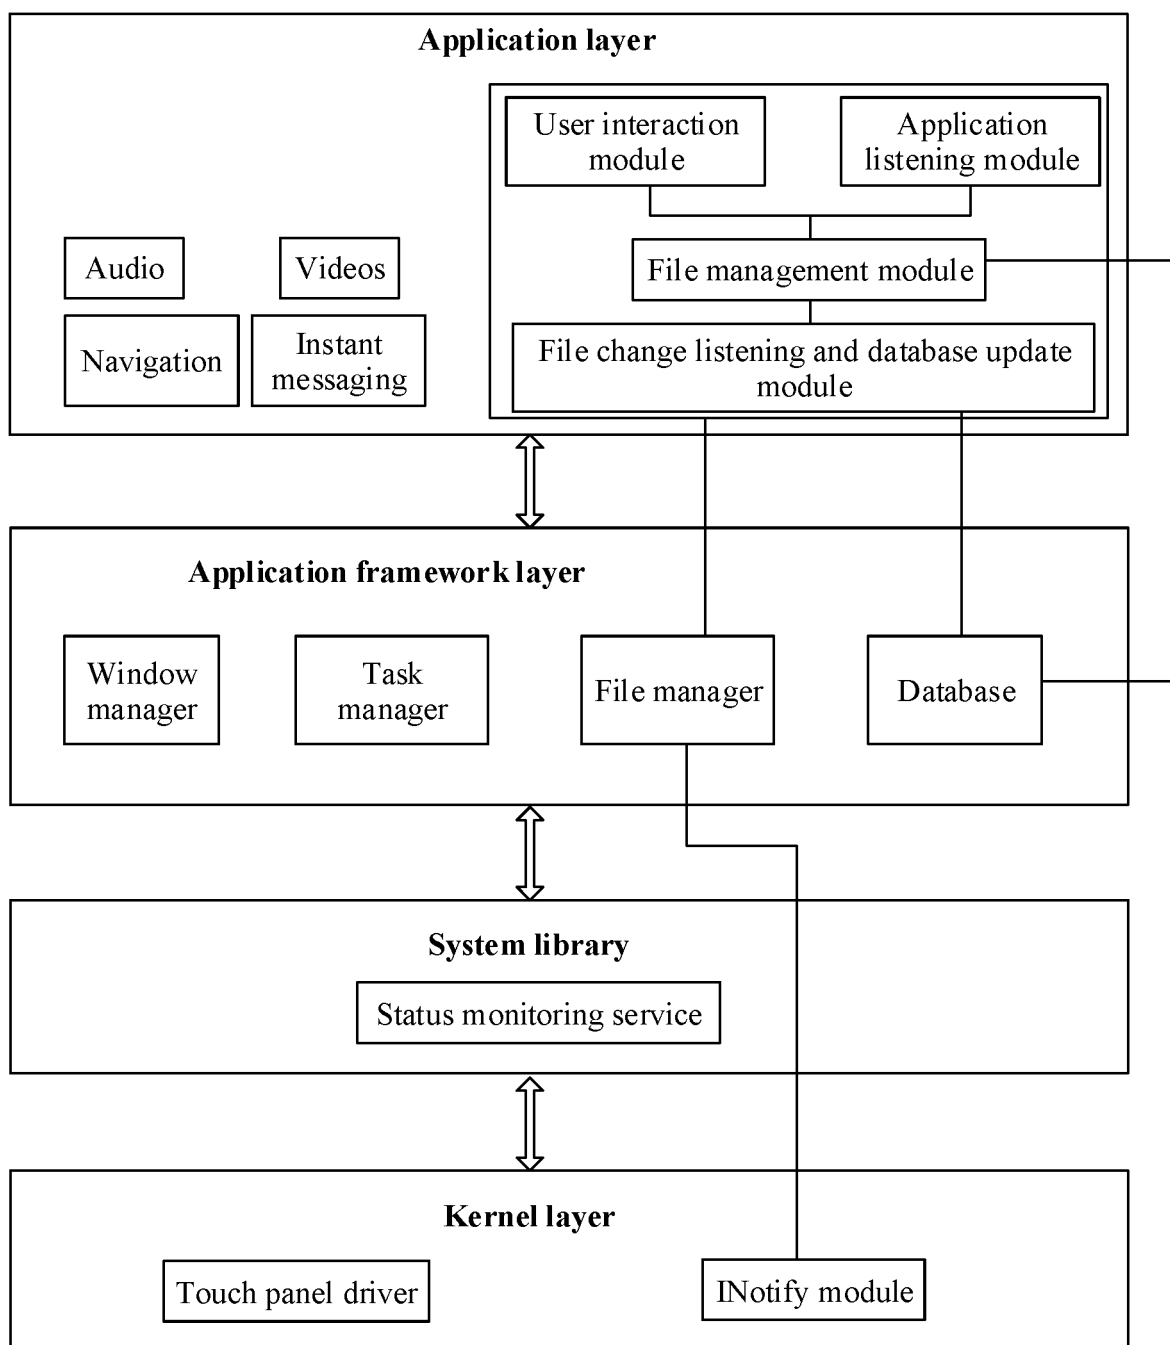 Application layer
User interaction
module
Application
listening module
Audio
Videos
File management module
Navigation
Instant
messaging
File change listening and database update
module
Application framework layer
Window
manager
Task
manager
File manager
Database
System library
Status monitoring service
Kernel layer
Touch panel driver
INotify module